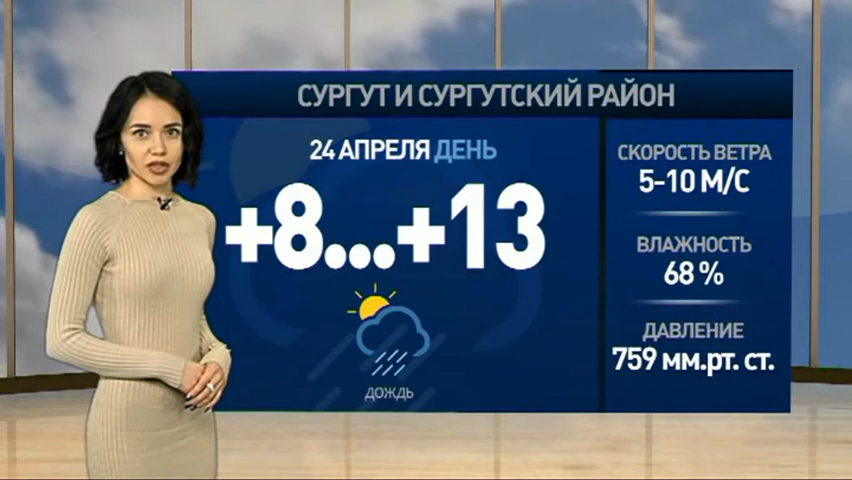 СУРГУТ И СУРГУТСКИЙ РАЙОН
24 АПРЕЛЯ ДЕНЬ
+8...+13
ДОЖДЬ
СКОРОСТЬ ВЕТРА
5-10 М/С
ВЛАЖНОСТЬ
68 %
ДАВЛЕНИЕ
759 мм.рт. ст.